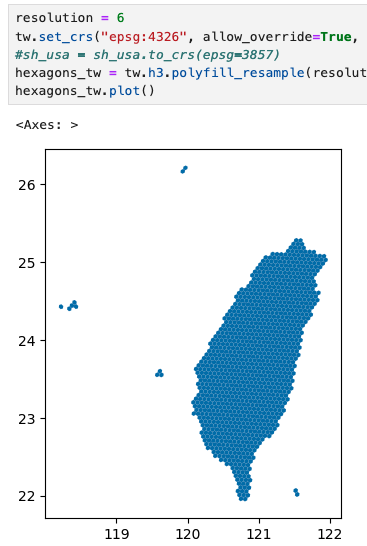 resolution = 6
tw.set_crs("epsg:4326", allow_override=True,
#sh_usa = sh_usa.to_crs(epsg=3857)
hexagons_tw = tw.h3.polyfill_resample(resolut
hexagons_tw.plot()
<Axes: >
26
25
24
23
22
119 120 121 122